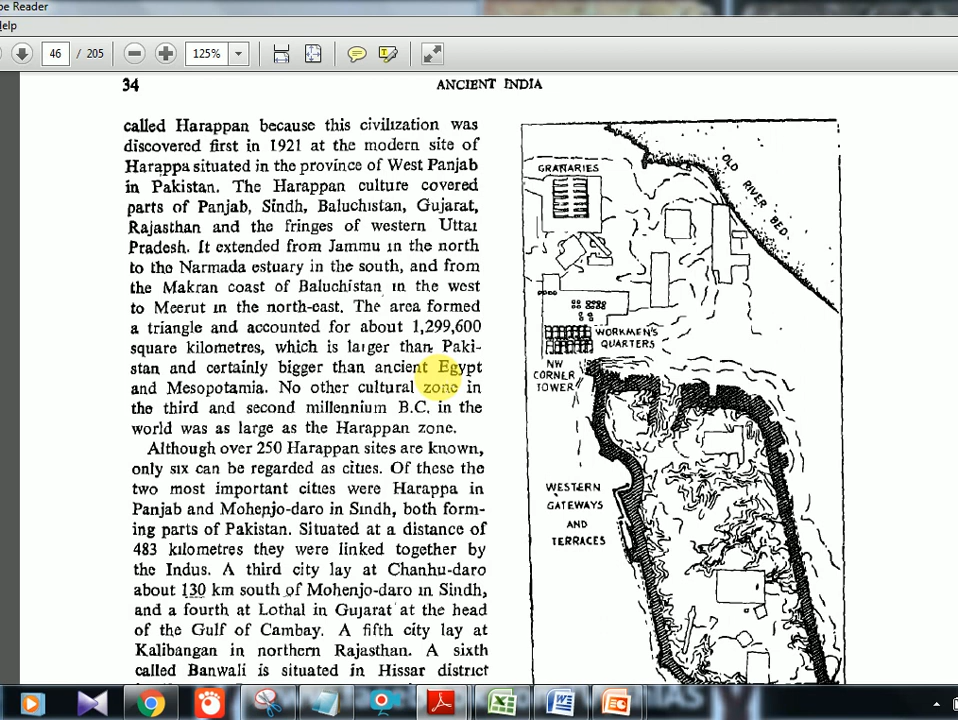 be Reader
Help
46 / 205
125%
34
ANCIENT INDIA
called Harappan because this civilization was
discovered first in 1921 at the modern site of
Harappa situated in the province of West Panjab
in Pakistan. The Harappan culture covered
parts of Panjab, Sindh, Baluchistan, Gujarat,
Rajasthan and the fringes of western Uttar
Pradesh. It extended from Jammu in the north
to the Narmada estuary in the south, and from
the Makran coast of Baluchistan in the west
to Meerut in the north-east. The area formed
a triangle and accounted for about 1,299,600
square kilometres, which is larger than Paki-
stan and certainly bigger than ancient Egypt
and Mesopotamia. No other cultural zone in
the third and second millennium B.C. in the
world was as large as the Harappan zone.
Although over 250 Harappan sites are known,
only six can be regarded as cities. Of these the
two most important cities were Harappa in
Panjab and Mohenjo-daro in Sindh, both form-
ing parts of Pakistan. Situated at a distance of
483 kilometres they were linked together by
the Indus. A third city lay at Chanhu-daro
about 130 km south of Mohenjo-daro in Sindh,
and a fourth at Lothal in Gujarat at the head
of the Gulf of Cambay. A fifth city lay at
Kalibangan in northern Rajasthan. A sixth
called Banwali is situated in Hissar district
GRANARIES
OLD RIVER BED
WORKMEN'S
QUARTERS
NW
CORNER
TOWER
WESTERN
GATEWAYS
AND
TERRACES